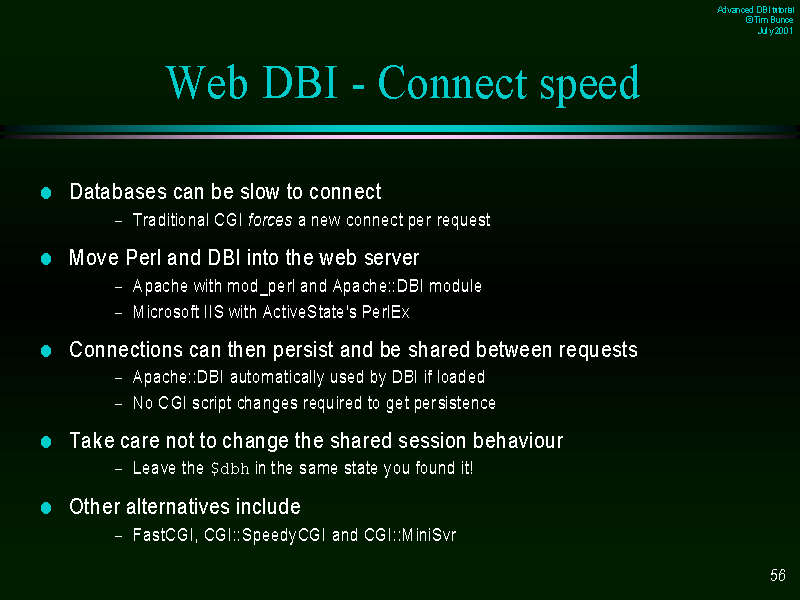 Advanced DBI tutorial
© Tim Bunce
July 2001
Web DBI - Connect speed
Databases can be slow to connect
– Traditional CGI forces a new connect per request
Move Perl and DBI into the web server
– Apache with mod_perl and Apache::DBI module
– Microsoft IIS with ActiveState's PerlEx
Connections can then persist and be shared between requests
– Apache::DBI automatically used by DBI if loaded
– No CGI script changes required to get persistence
Take care not to change the shared session behaviour
– Leave the $dbh in the same state you found it!
Other alternatives include
– FastCGI, CGI::SpeedyCGI and CGI::MiniSvr
56